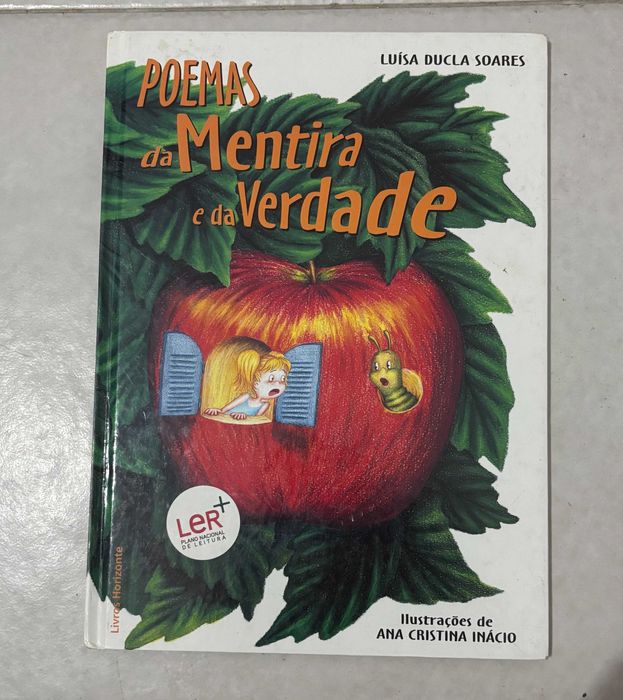 LUÍSA DUCLA SOARES
POEMAS
da Mentira
e da Verdade
LeR+
PLANO NACIONAL
DE LEITURA
Livros Horizonte
Ilustrações de
ANA CRISTINA INÁCIO